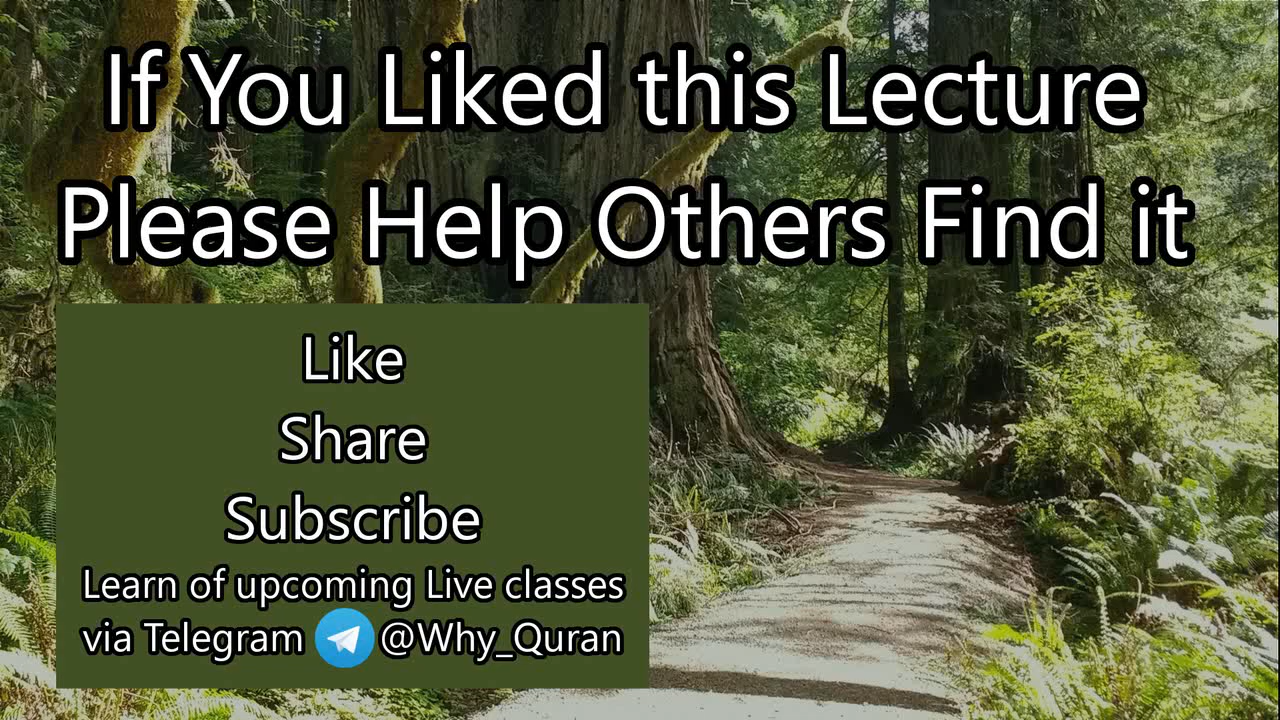 If You Liked this Lecture
Please Help Others Find it
Like
Share
Subscribe
Learn of upcoming Live classes
via Telegram @Why_Quran